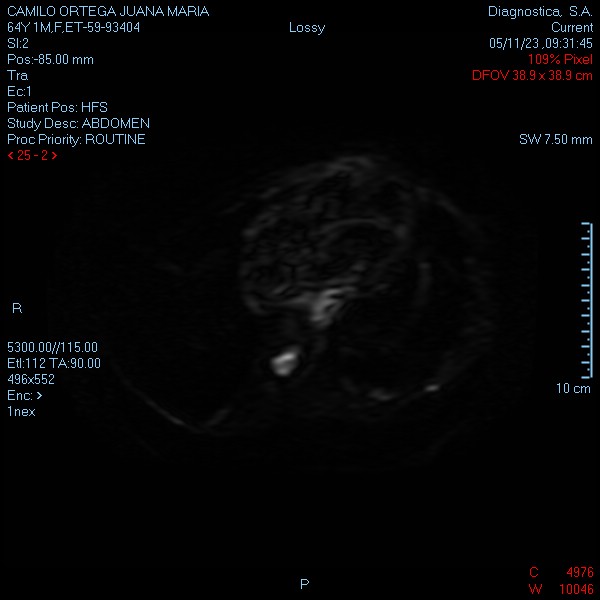 CAMILO ORTEGA JUANA MARIA
64Y 1M,F,ET-59-93404
Sl:2
Pos:-85.00 mm
Tra
Ec:1
Patient Pos: HFS
Study Desc: ABDOMEN
Proc Priority: ROUTINE
< 25 - 2 >
Lossy
Diagnostica, S.A.
Current
05/11/23 ,09:31:45
109% Pixel
DFOV 38.9 x 38.9 cm
SW 7.50 mm
R
5300.00//115.00
Etl:112 TA:90.00
496x552
Enc: >
1nex
10 cm
P
C 4976
W 10046